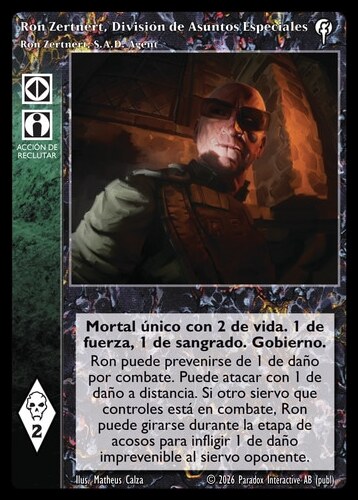 Ron Zertnert, División de Asuntos Especiales
Ron Zertnert, S.A.D. Agent
ACCIÓN DE
RECLUTAR
Mortal único con 2 de vida. 1 de
fuerza, 1 de sangrado. Gobierno.
Ron puede prevenirse de 1 de daño
por combate. Puede atacar con 1 de
daño a distancia. Si otro siervo que
controles está en combate, Ron
puede girarse durante la etapa de
acosos para infligir 1 de daño
imprevenible al siervo oponente.
2
Ilus: Matheus Calza
© 2026 Paradox Interactive AB (publ)